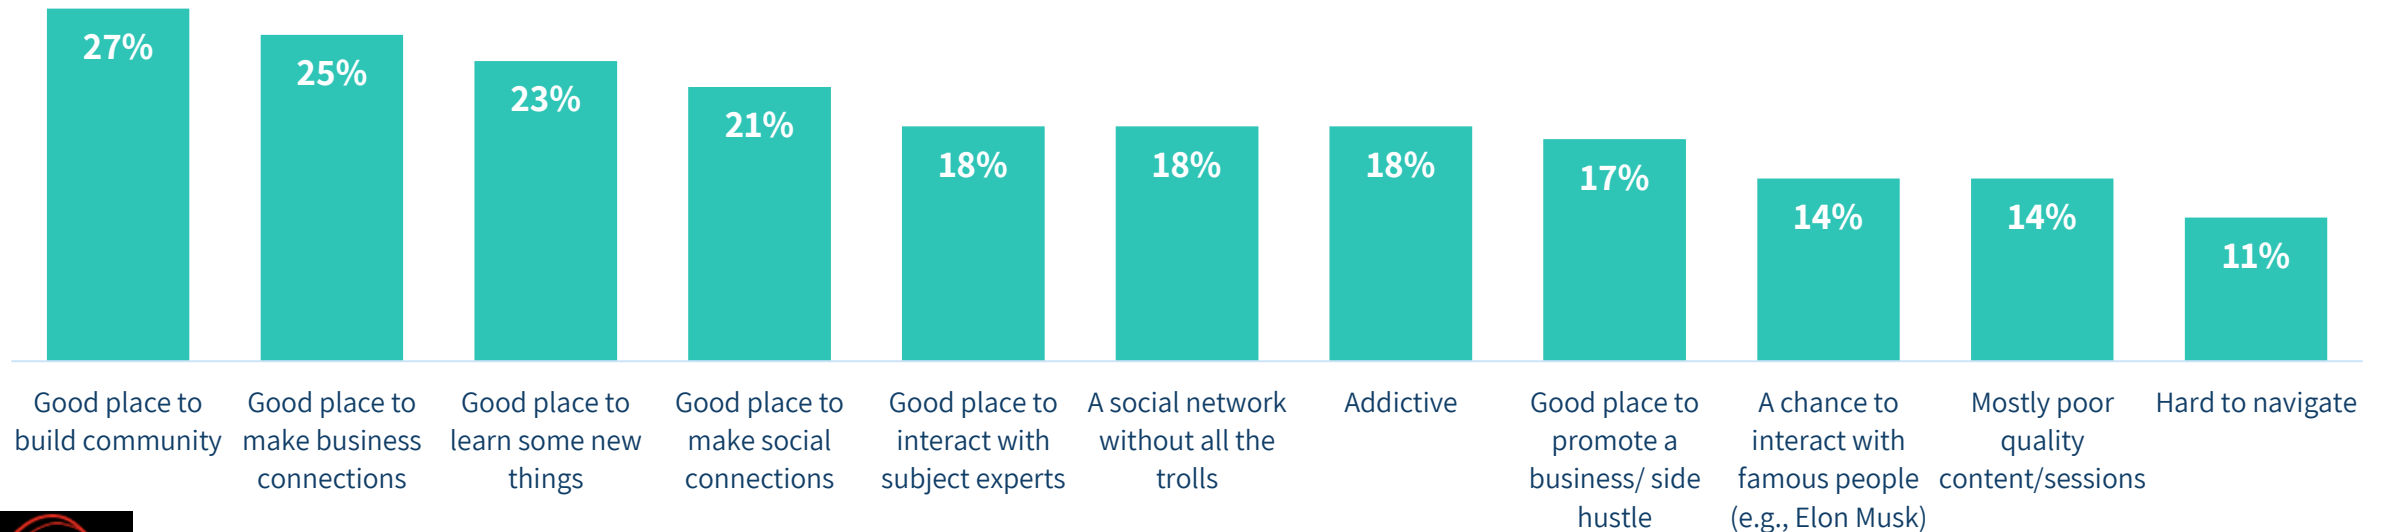 27%
25%
23%
21%
18%
18%
18%
17%
14%
14%
11%
Good place to
build community
Good place to
make business
connections
Good place to
learn some new
things
Good place to
make social
connections
Good place to
interact with
subject experts
A social network
without all the
trolls
Addictive
Good place to
promote a
business/ side
hustle
A chance to
interact with
famous people
(e.g., Elon Musk)
Mostly poor
quality
content/sessions
Hard to navigate